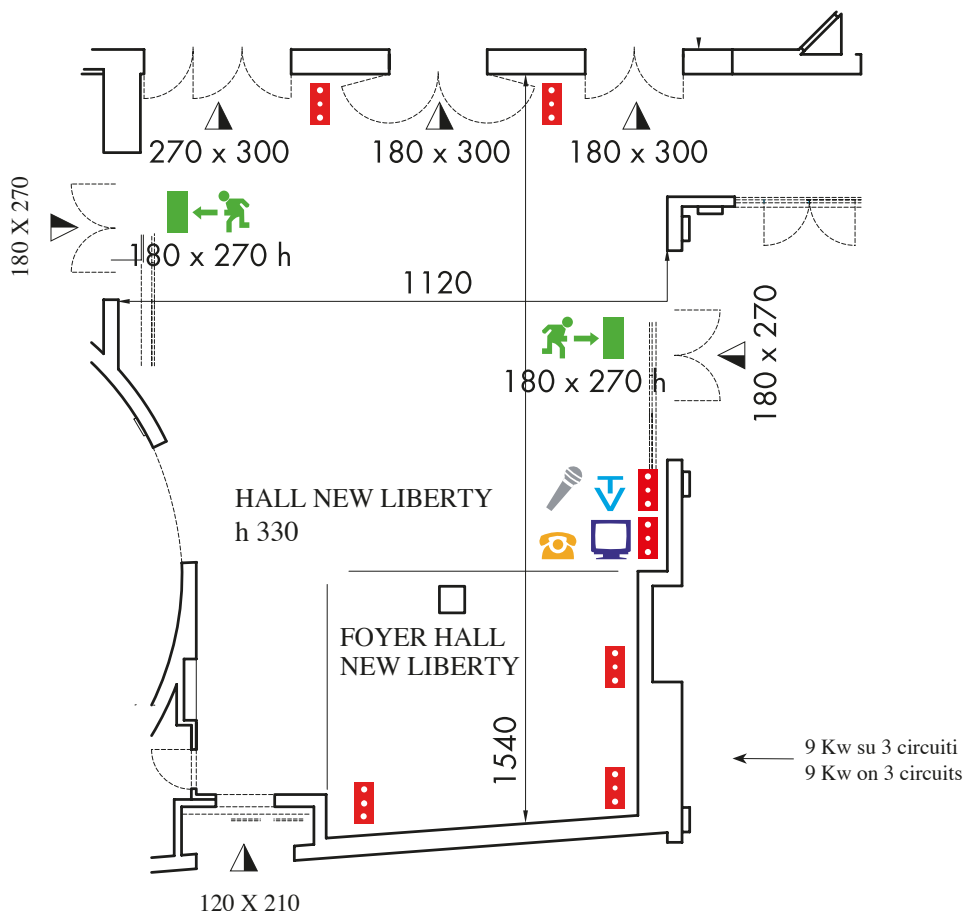 270 x 300
180 x 300
180 x 300
180 X 270
180 x 270 h
1120
180 x 270
180 x 270 h
HALL NEW LIBERTY
h 330
TV
FOYER HALL
NEW LIBERTY
1540
9 Kw su 3 circuiti
9 Kw on 3 circuits
120 X 210